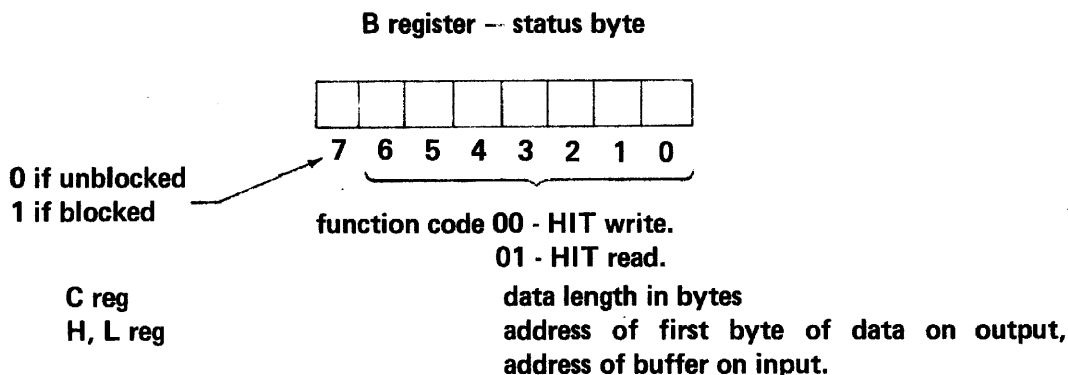 B register -- status byte
7 6 5 4 3 2 1 0
0 if unblocked
1 if blocked
function code 00 - HIT write.
01 - HIT read.
C reg data length in bytes
H, L reg address of first byte of data on output,
address of buffer on input.